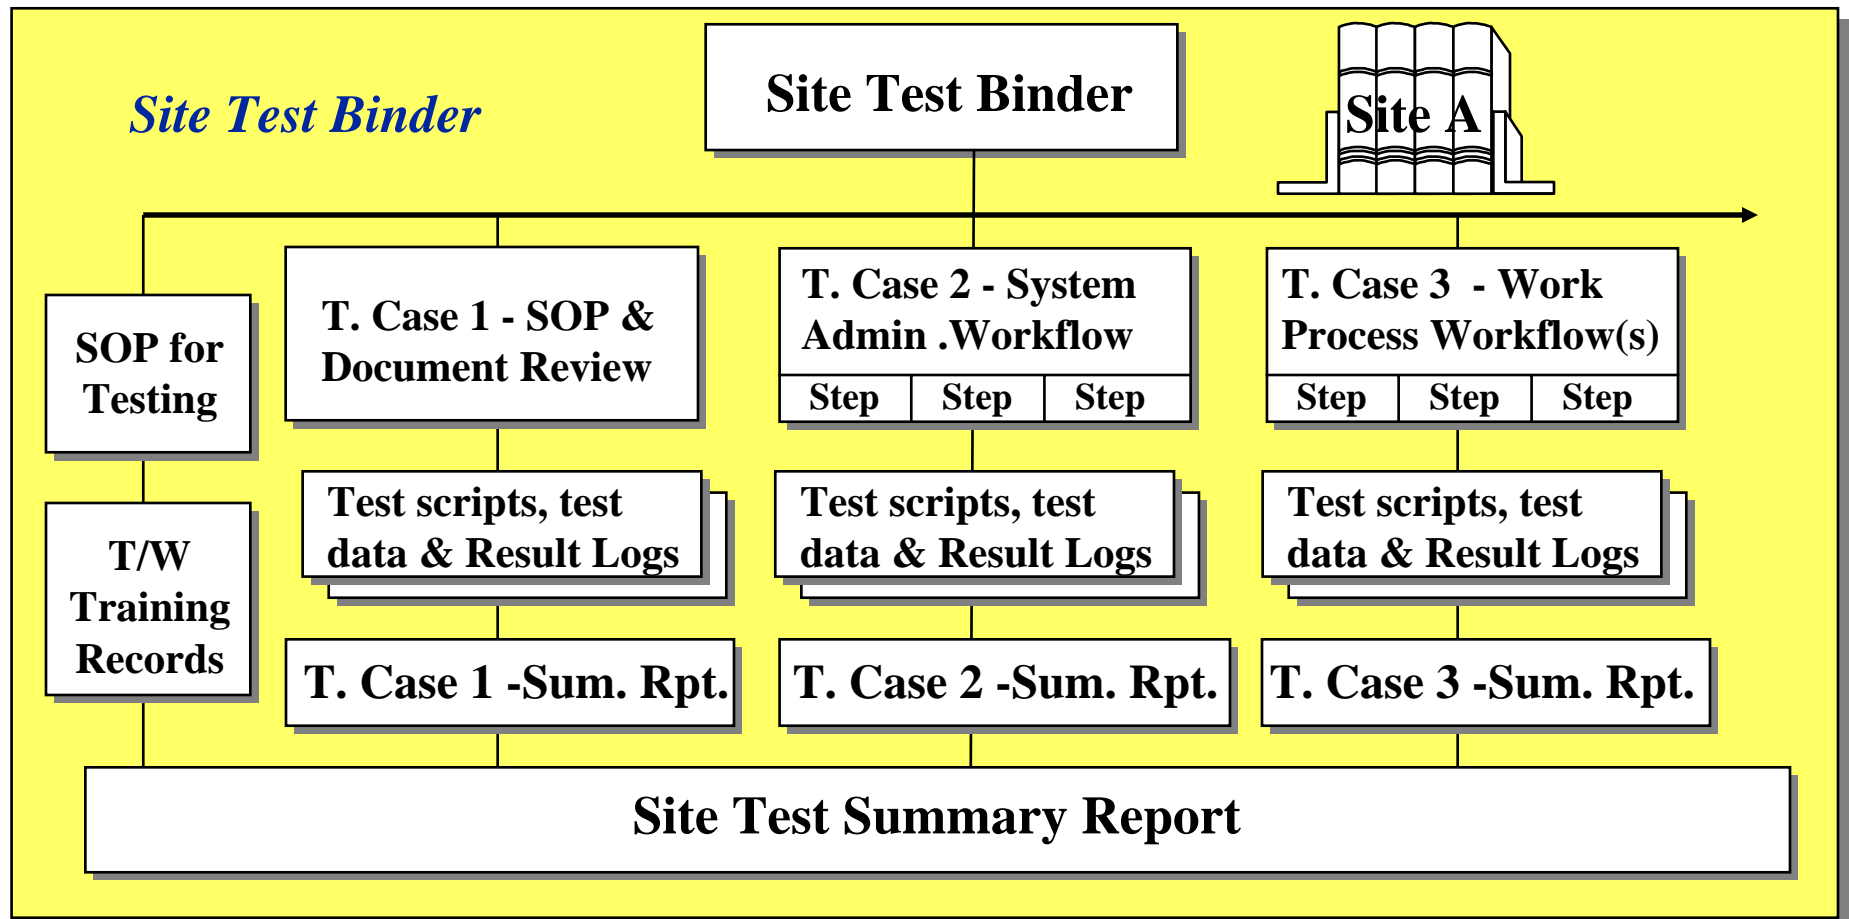 Site Test Binder
Site Test Binder
Site A
SOP for
Testing
T. Case 1 - SOP &
Document Review
T. Case 2 - System
Admin .Workflow
Step Step Step
T. Case 3 - Work
Process Workflow(s)
Step Step Step
T/W
Training
Records
Test scripts, test
data & Result Logs
Test scripts, test
data & Result Logs
Test scripts, test
data & Result Logs
T. Case 1 -Sum. Rpt.
T. Case 2 -Sum. Rpt.
T. Case 3 -Sum. Rpt.
Site Test Summary Report